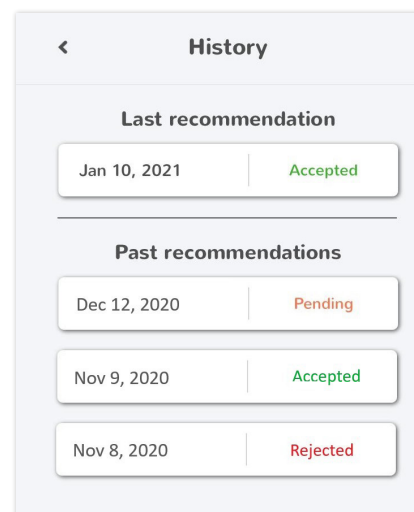 History
Last recommendation
Jan 10, 2021 Accepted
Past recommendations
Dec 12, 2020 Pending
Nov 9, 2020 Accepted
Nov 8, 2020 Rejected